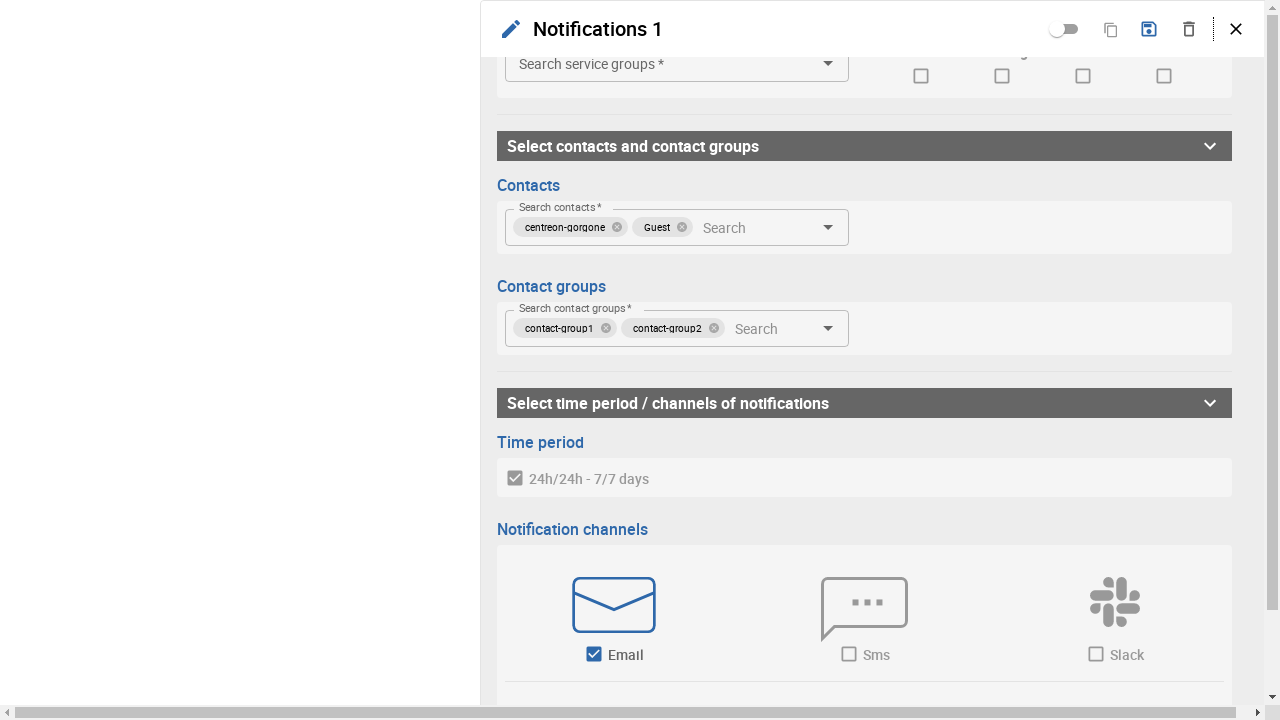 Notifications 1
Search service groups *
Select contacts and contact groups
Contacts
Search contacts *
centreon-gorgone Guest Search
Contact groups
Search contact groups *
contact-group1 contact-group2 Search
Select time period / channels of notifications
Time period
24h/24h - 7/7 days
Notification channels
Email Sms Slack